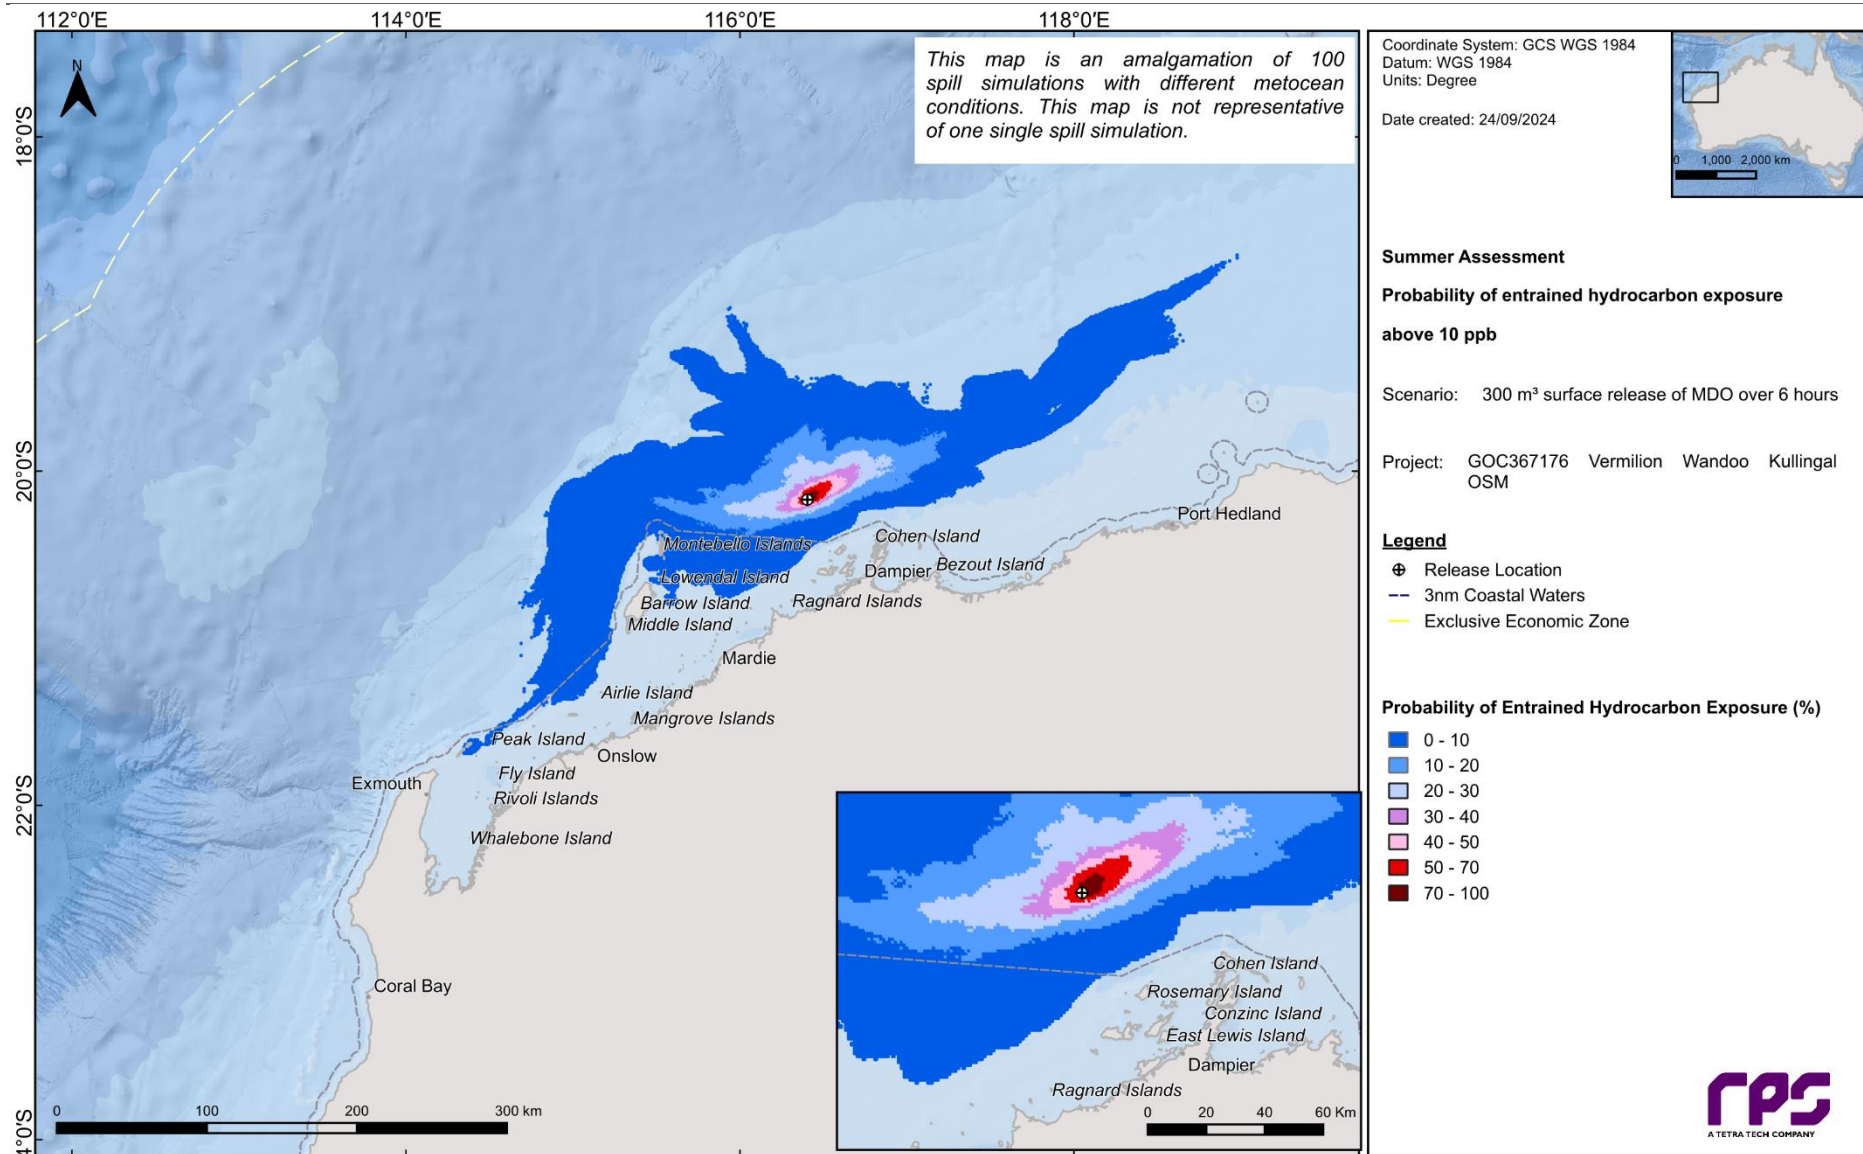 112°0'E 114°0'E 116°0'E 118°0'E
18°0'S
20°0'S
22°0'S
4°0'S
N
This map is an amalgamation of 100
spill simulations with different metocean
conditions. This map is not representative
of one single spill simulation.
Montebello Islands
Lowendal Island
Barrow Island
Middle Island
Cohen Island
Dampier
Bezout Island
Ragnard Islands
Port Hedland
Mardie
Airlie Island
Mangrove Islands
Peak Island
Onslow
Fly Island
Exmouth
Rivoli Islands
Whalebone Island
Coral Bay
0 100 200 300 km
Cohen Island
Rosemary Island
Conzinc Island
East Lewis Island
Dampier
Ragnard Islands
0 20 40 60 Km
Coordinate System: GCS WGS 1984
Datum: WGS 1984
Units: Degree
Date created: 24/09/2024
0 1,000 2,000 km
Summer Assessment
Probability of entrained hydrocarbon exposure
above 10 ppb
Scenario: 300 m³ surface release of MDO over 6 hours
Project: GOC367176 Vermilion Wandoo Kullingal
OSM
Legend
Release Location
3nm Coastal Waters
Exclusive Economic Zone
Probability of Entrained Hydrocarbon Exposure (%)
0 - 10
10 - 20
20 - 30
30 - 40
40 - 50
50 - 70
70 - 100
rps
A TETRA TECH COMPANY